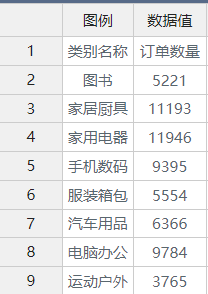 图例 数据值
1 类别名称 订单数量
2 图书 5221
3 家居厨具 11193
4 家用电器 11946
5 手机数码 9395
6 服装箱包 5554
7 汽车用品 6366
8 电脑办公 9784
9 运动户外 3765